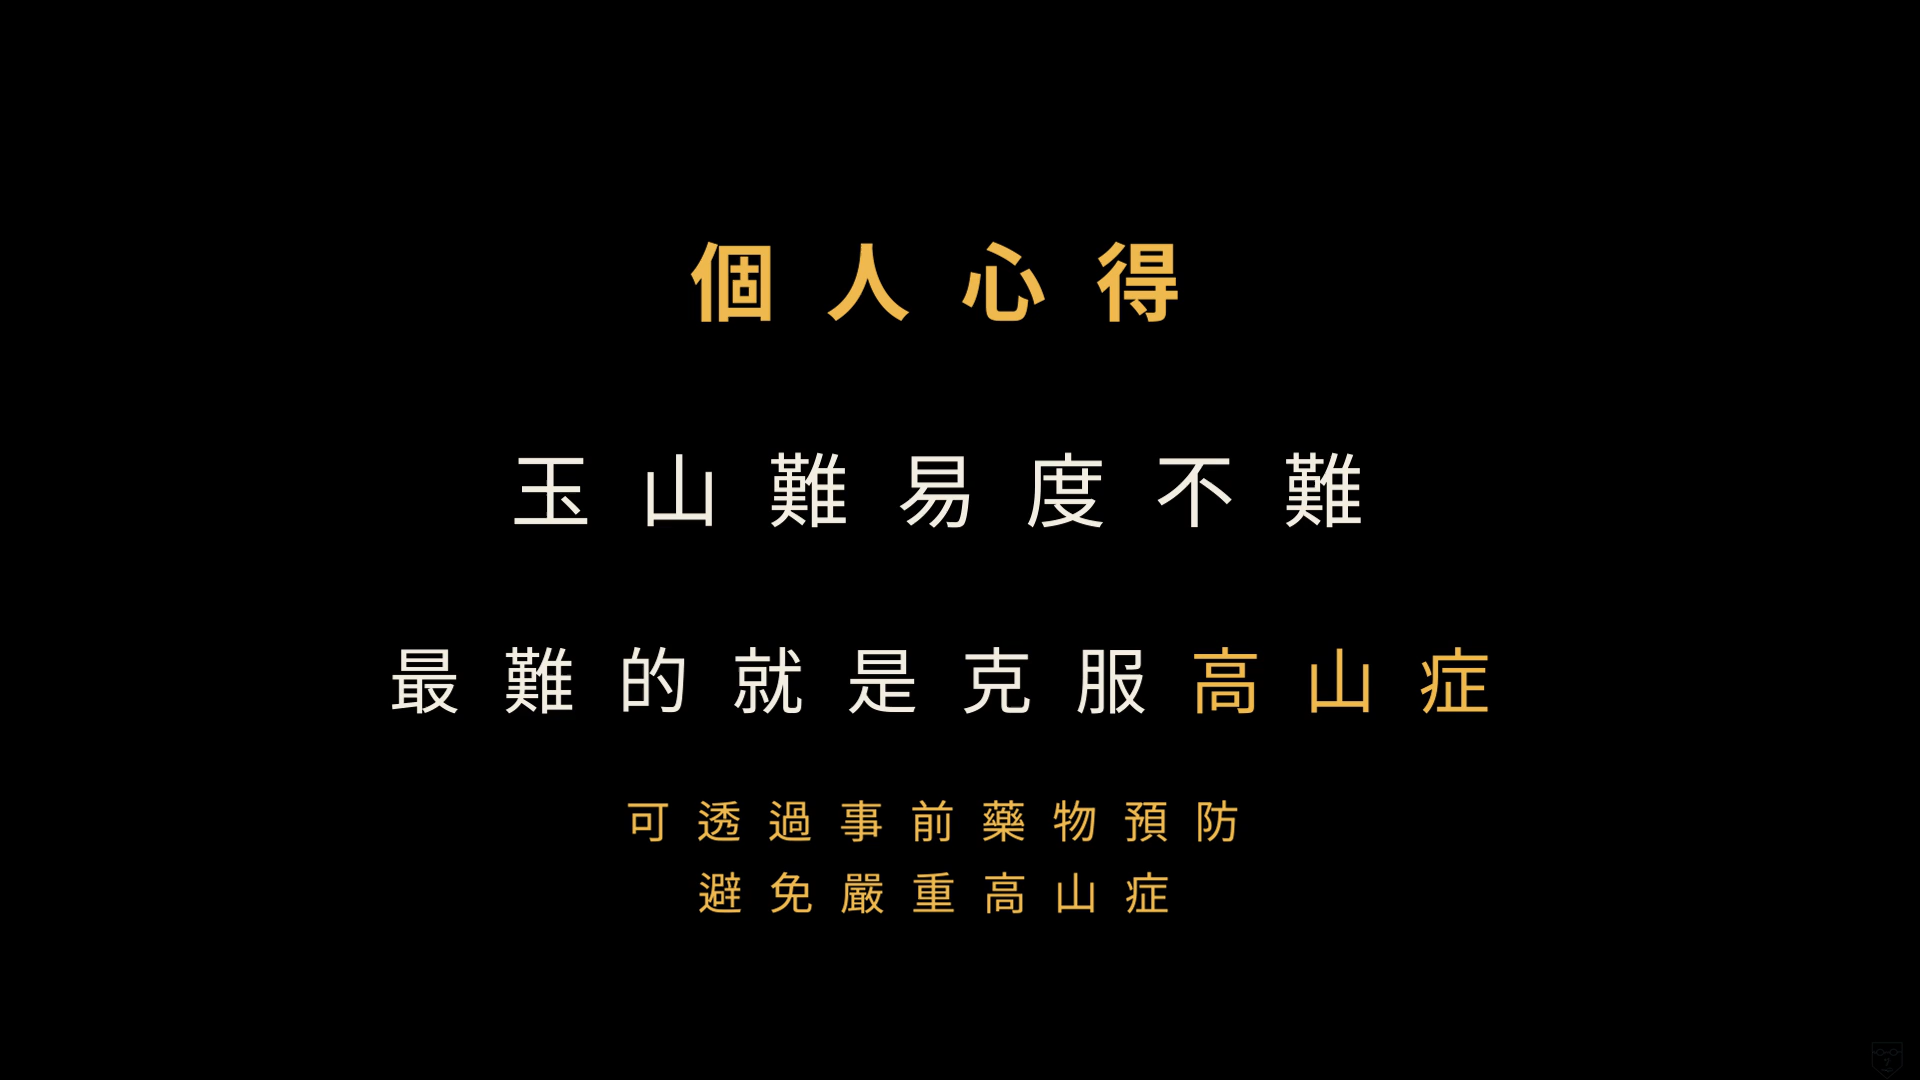 個人心得
玉山難易度不難
最難的就是克服高山症
可透過事前藥物預防
避免嚴重高山症